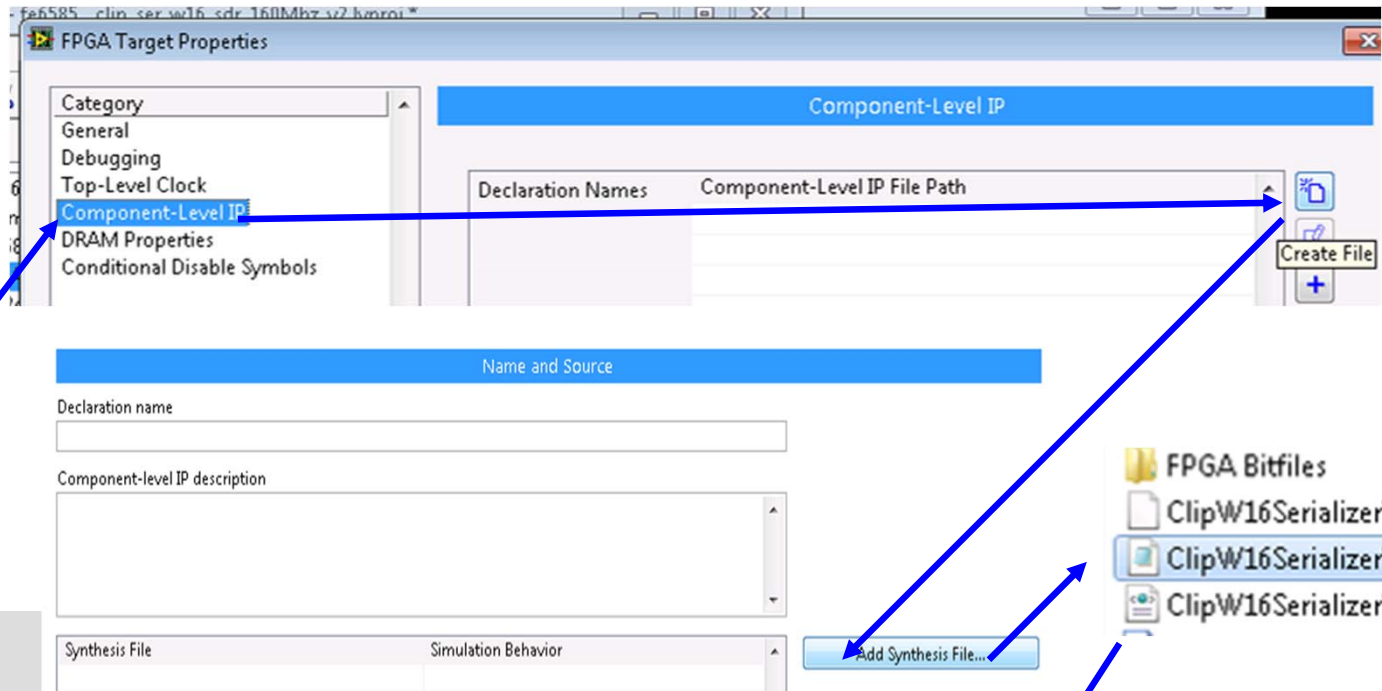 fe6585_clip_ser_w16_sdr_160Mhz_v2.lvproj *
FPGA Target Properties
Category
General
Debugging
Top-Level Clock
Component-Level IP
DRAM Properties
Conditional Disable Symbols
Component-Level IP
Declaration Names Component-Level IP File Path
Create File
Name and Source
Declaration name
Component-level IP description
Synthesis File Simulation Behavior
Add Synthesis File...
FPGA Bitfiles
ClipW16Serializer
ClipW16Serializer
ClipW16Serializer